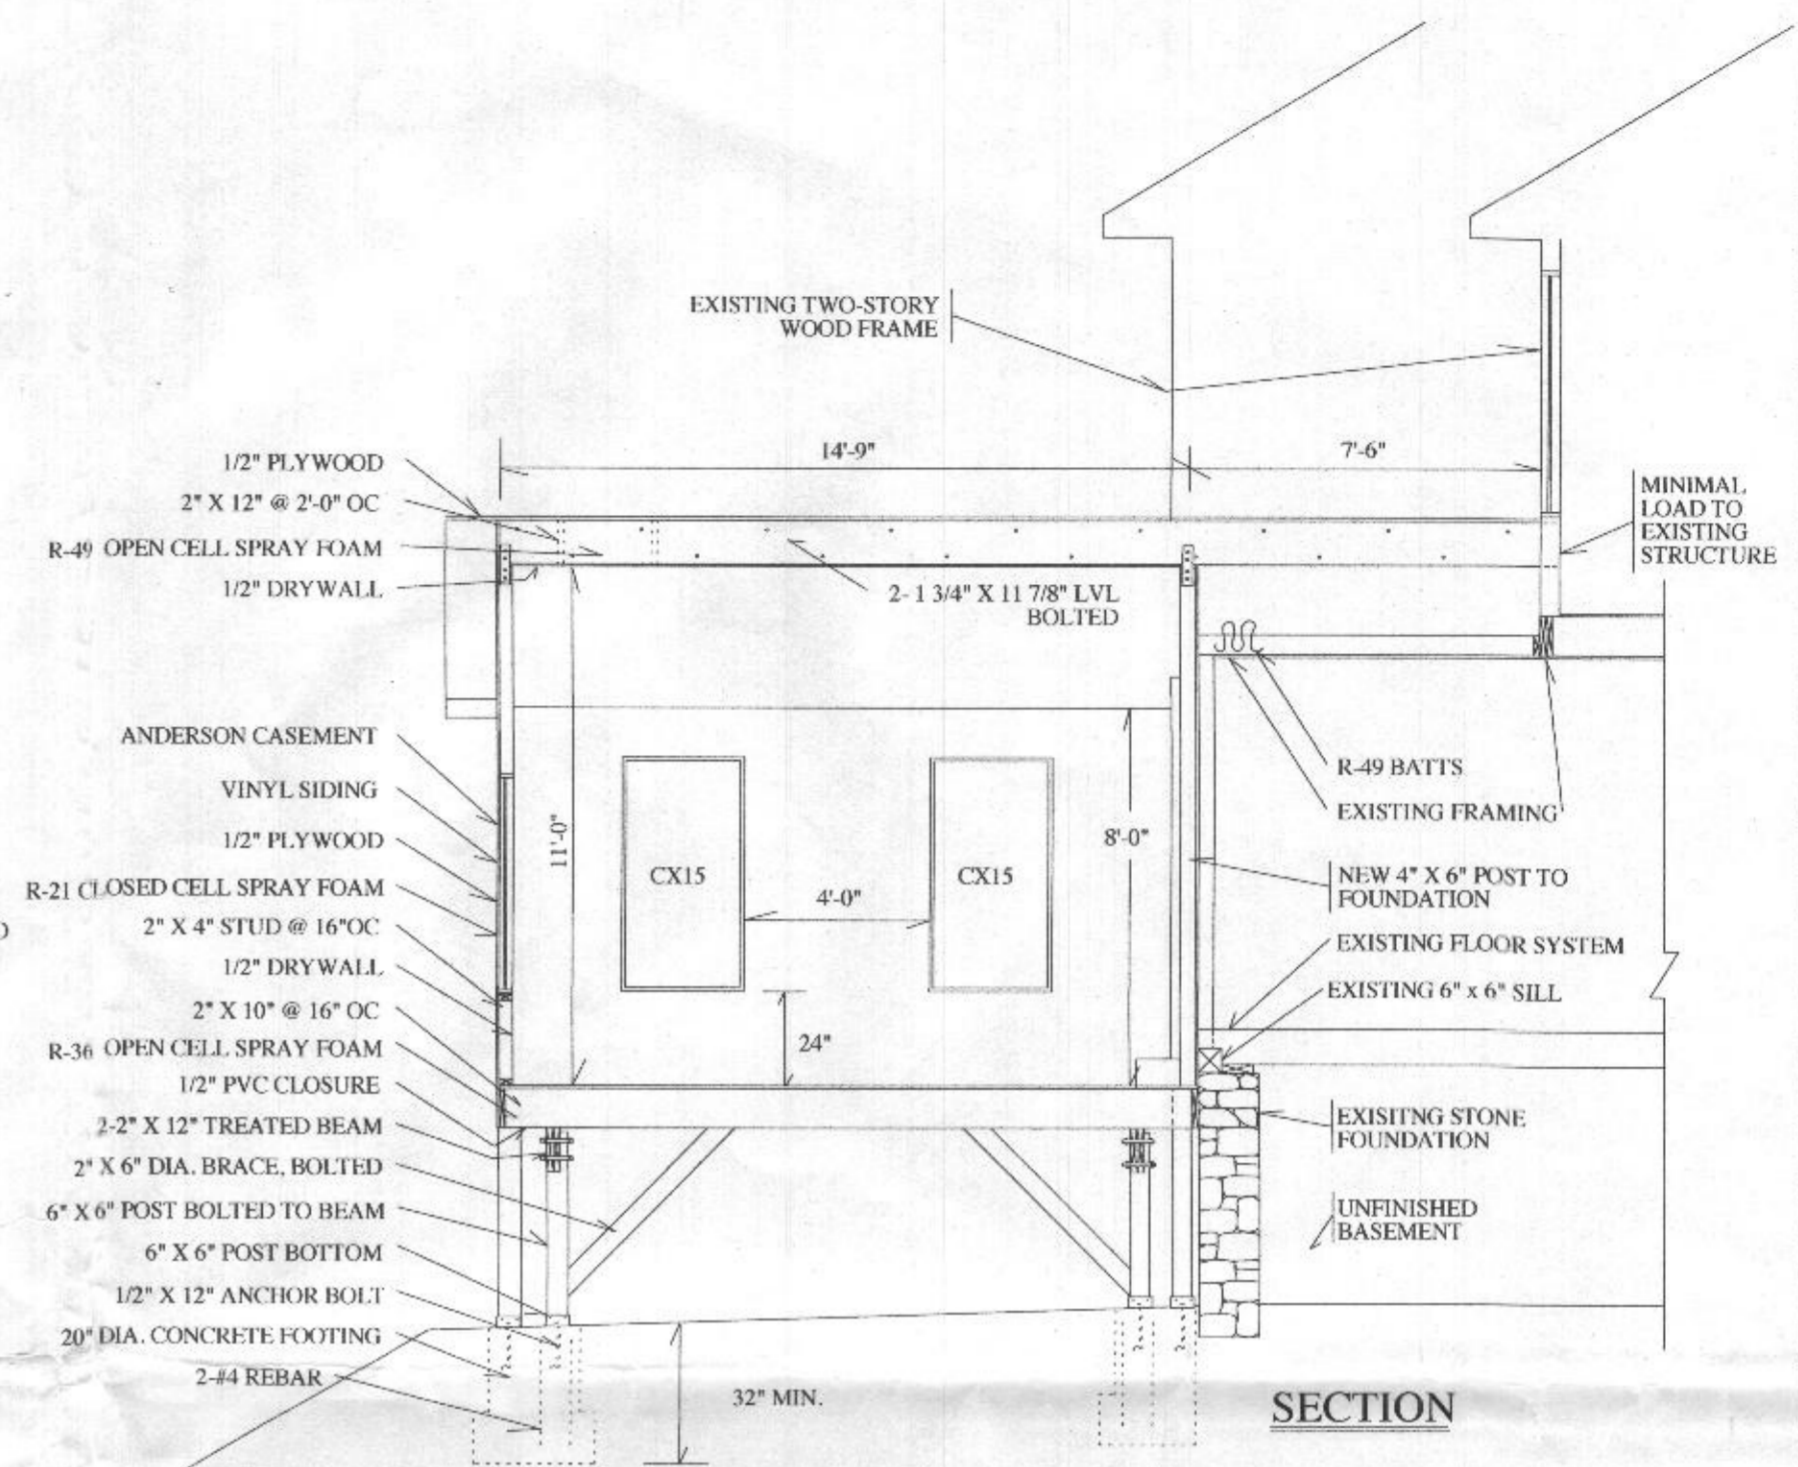 EXISTING TWO-STORY
WOOD FRAME
14'-9"
7'-6"
1/2" PLYWOOD
2" X 12" @ 2'-0" OC
R-49 OPEN CELL SPRAY FOAM
1/2" DRYWALL
2- 1 3/4" X 11 7/8" LVL
BOLTED
MINIMAL
LOAD TO
EXISTING
STRUCTURE
ANDERSON CASEMENT
VINYL SIDING
1/2" PLYWOOD
R-21 CLOSED CELL SPRAY FOAM
2" X 4" STUD @ 16"OC
1/2" DRYWALL
2" X 10" @ 16" OC
R-36 OPEN CELL SPRAY FOAM
1/2" PVC CLOSURE
2-2" X 12" TREATED BEAM
2" X 6" DIA. BRACE, BOLTED
6" X 6" POST BOLTED TO BEAM
6" X 6" POST BOTTOM
1/2" X 12" ANCHOR BOLT
20" DIA. CONCRETE FOOTING
2-#4 REBAR
11'-0"
CX15
4'-0"
CX15
8'-0"
24"
32" MIN.
R-49 BATTS
EXISTING FRAMING
NEW 4" X 6" POST TO
FOUNDATION
EXISTING FLOOR SYSTEM
EXISTING 6" x 6" SILL
EXISITNG STONE
FOUNDATION
UNFINISHED
BASEMENT
SECTION